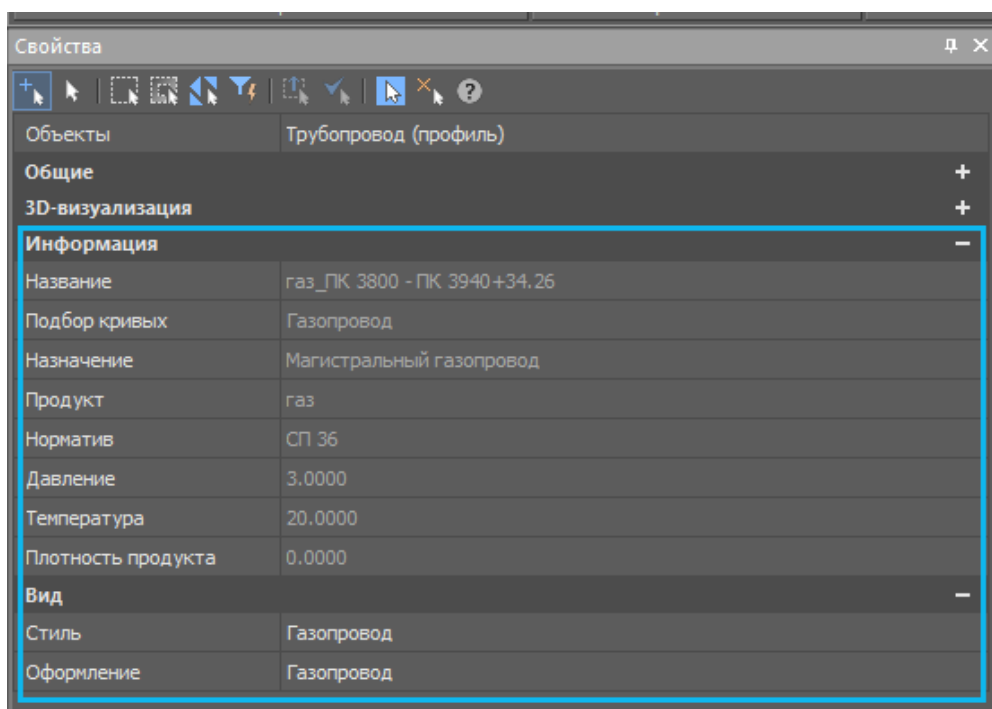 Свойства
Объекты Трубопровод (профиль)
Общие
3D-визуализация
Информация
Название газ_ПК 3800 - ПК 3940+34.26
Подбор кривых Газопровод
Назначение Магистральный газопровод
Продукт газ
Норматив СП 36
Давление 3.0000
Температура 20.0000
Плотность продукта 0.0000
Вид
Стиль Газопровод
Оформление Газопровод